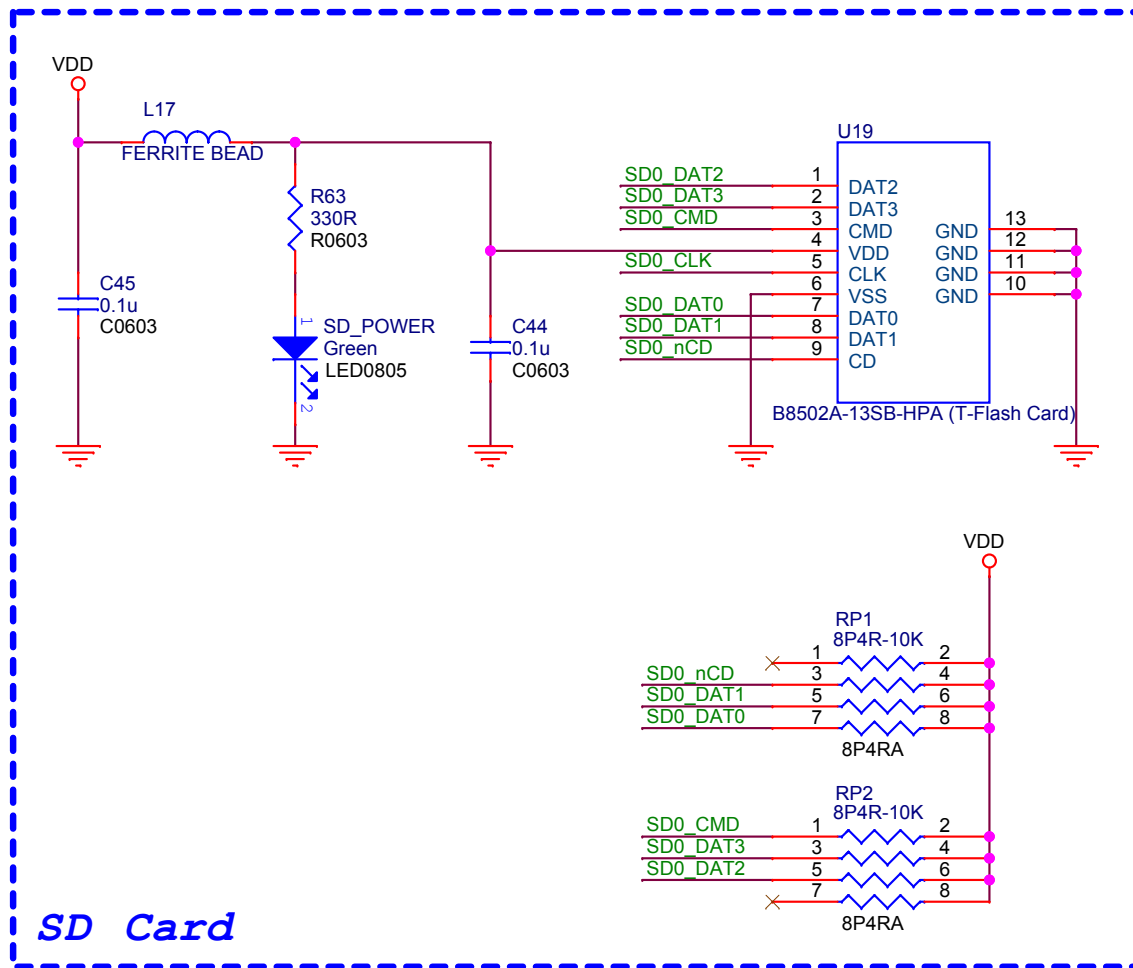 VDD
L17
FERRITE BEAD
R63
330R
R0603
C45
0.1u
C0603
1
SD_POWER
Green
LED0805
2
C44
0.1u
C0603
U19
SD0_DAT2 1 DAT2
SD0_DAT3 2 DAT3
SD0_CMD 3 CMD GND 13
4 VDD GND 12
SD0_CLK 5 CLK GND 11
6 VSS GND 10
SD0_DAT0 7 DAT0
SD0_DAT1 8 DAT1
SD0_nCD 9 CD
B8502A-13SB-HPA (T-Flash Card)
VDD
RP1
8P4R-10K
1 2
SD0_nCD 3 4
SD0_DAT1 5 6
SD0_DAT0 7 8
8P4RA
RP2
8P4R-10K
SD0_CMD 1 2
SD0_DAT3 3 4
SD0_DAT2 5 6
7 8
8P4RA
SD Card